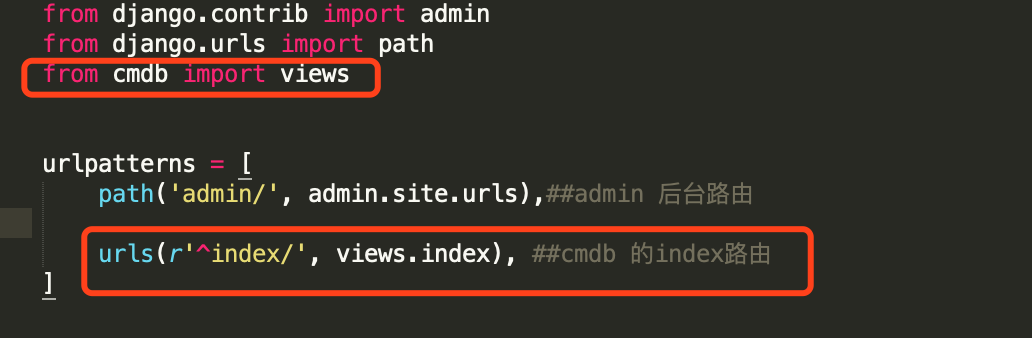 from django.contrib import admin
from django.urls import path
from cmdb import views
urlpatterns = [
path('admin/', admin.site.urls),##admin 后台路由
urls(r'^index/', views.index), ##cmdb 的index路由
]